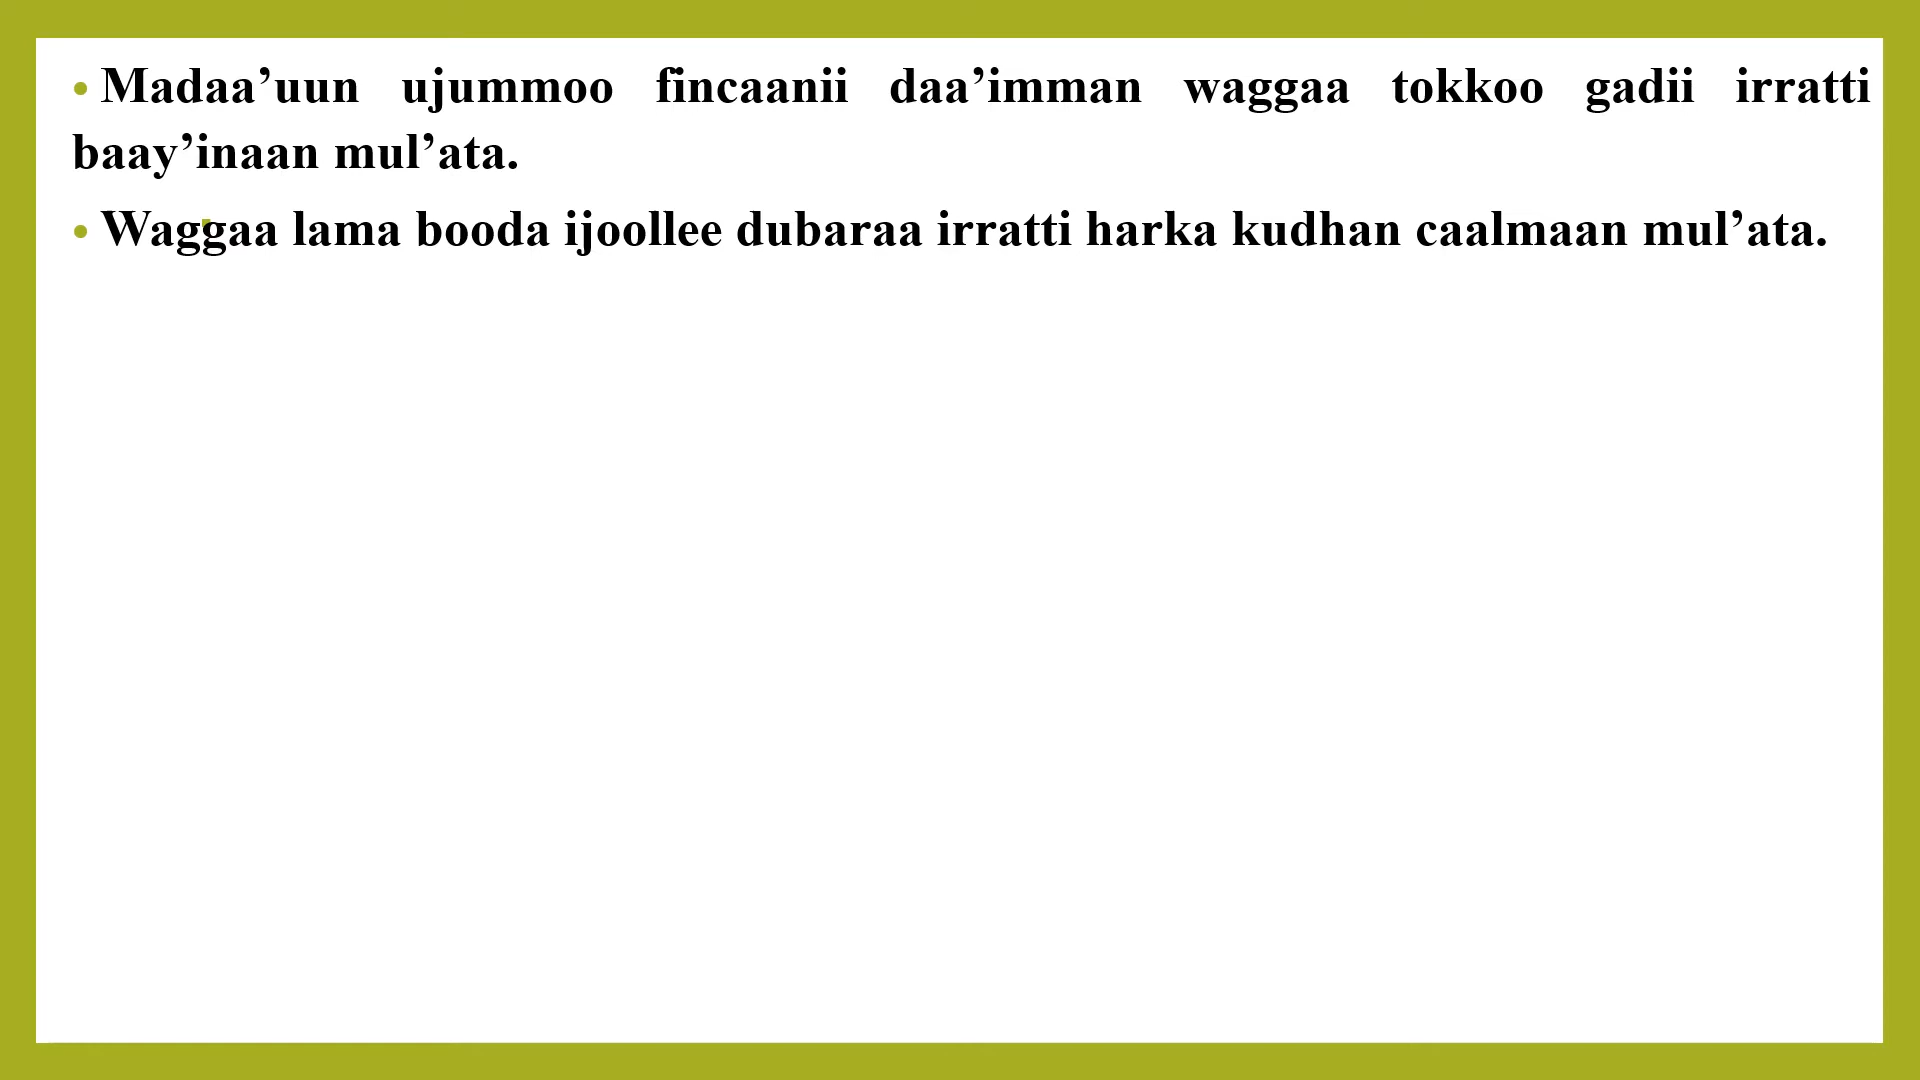 • Madaa’uun ujummoo fincaanii daa’imman waggaa tokkoo gadii irratti
baay’inaan mul’ata.
• Waggaa lama booda ijoollee dubaraa irratti harka kudhan caalmaan mul’ata.